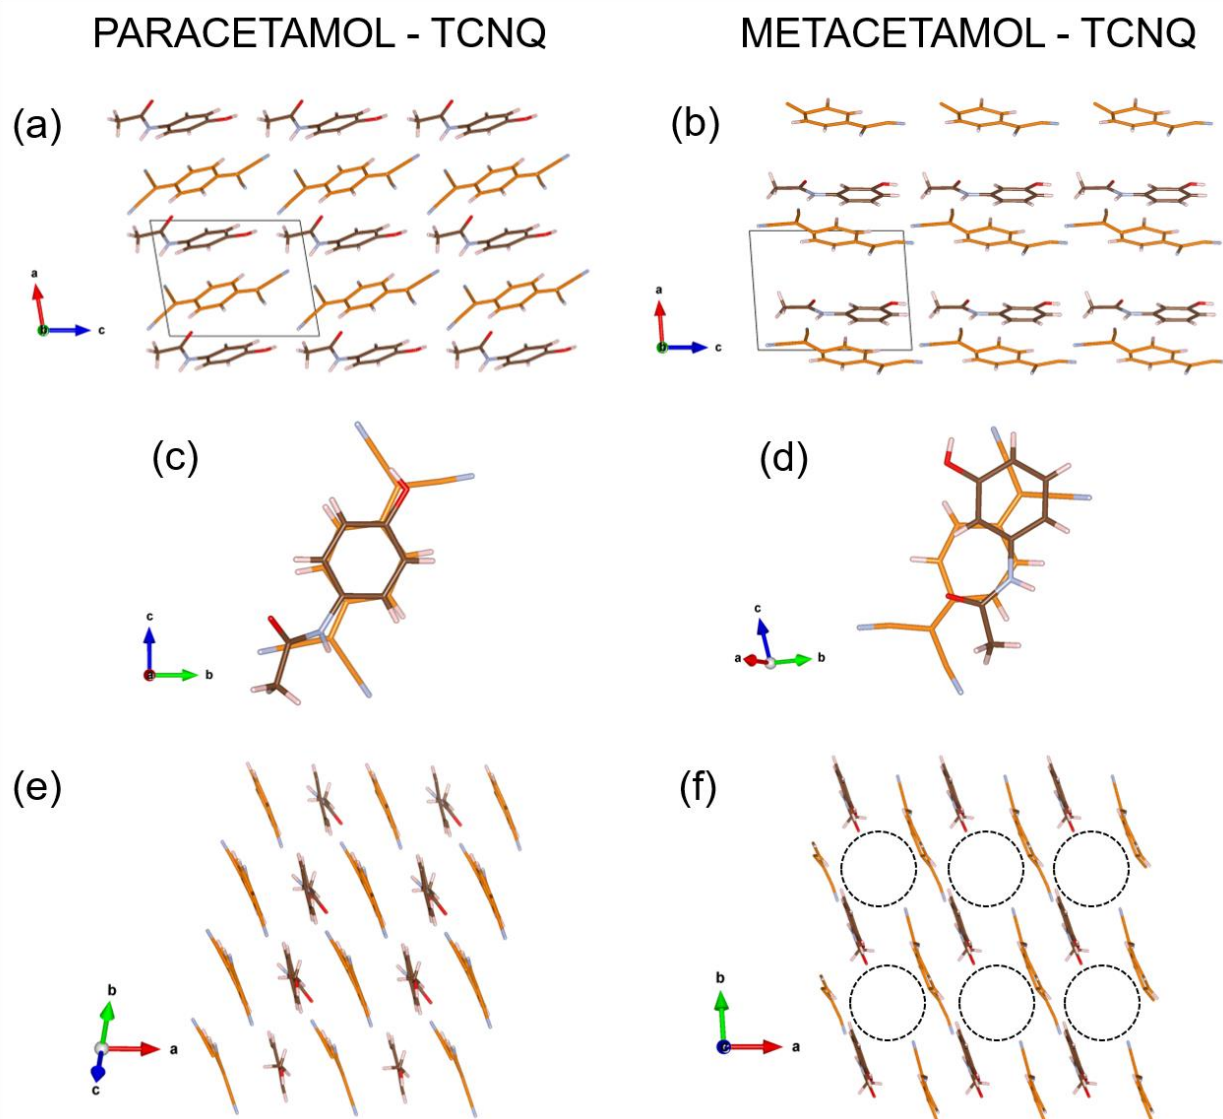 PARACETAMOL - TCNQ
METACETAMOL - TCNQ
(a)
(b)
a
b
c
a
b
c
(c)
(d)
c
a
b
c
a
b
(e)
(f)
b
a
c
b
a